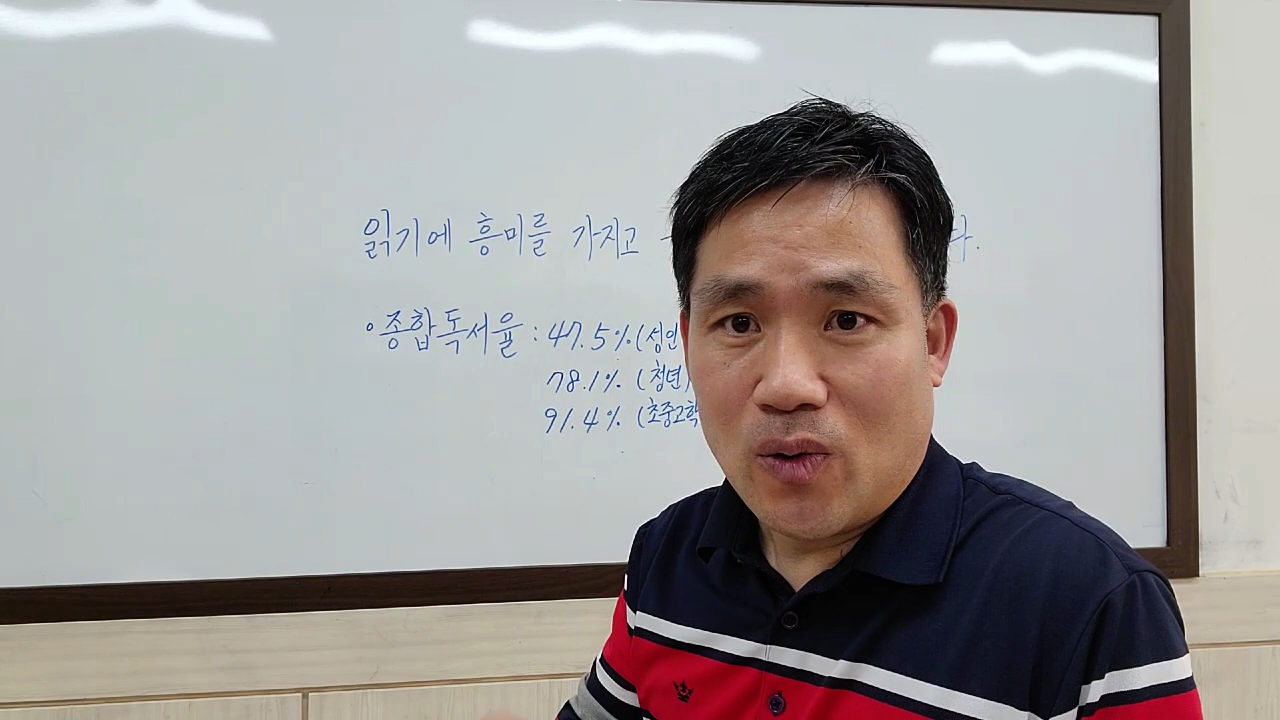 읽기에 흥미를 가지고 다.
∘종합독서율 : 47.5%(성인
78.1% (청년)
91.4% (초중고학